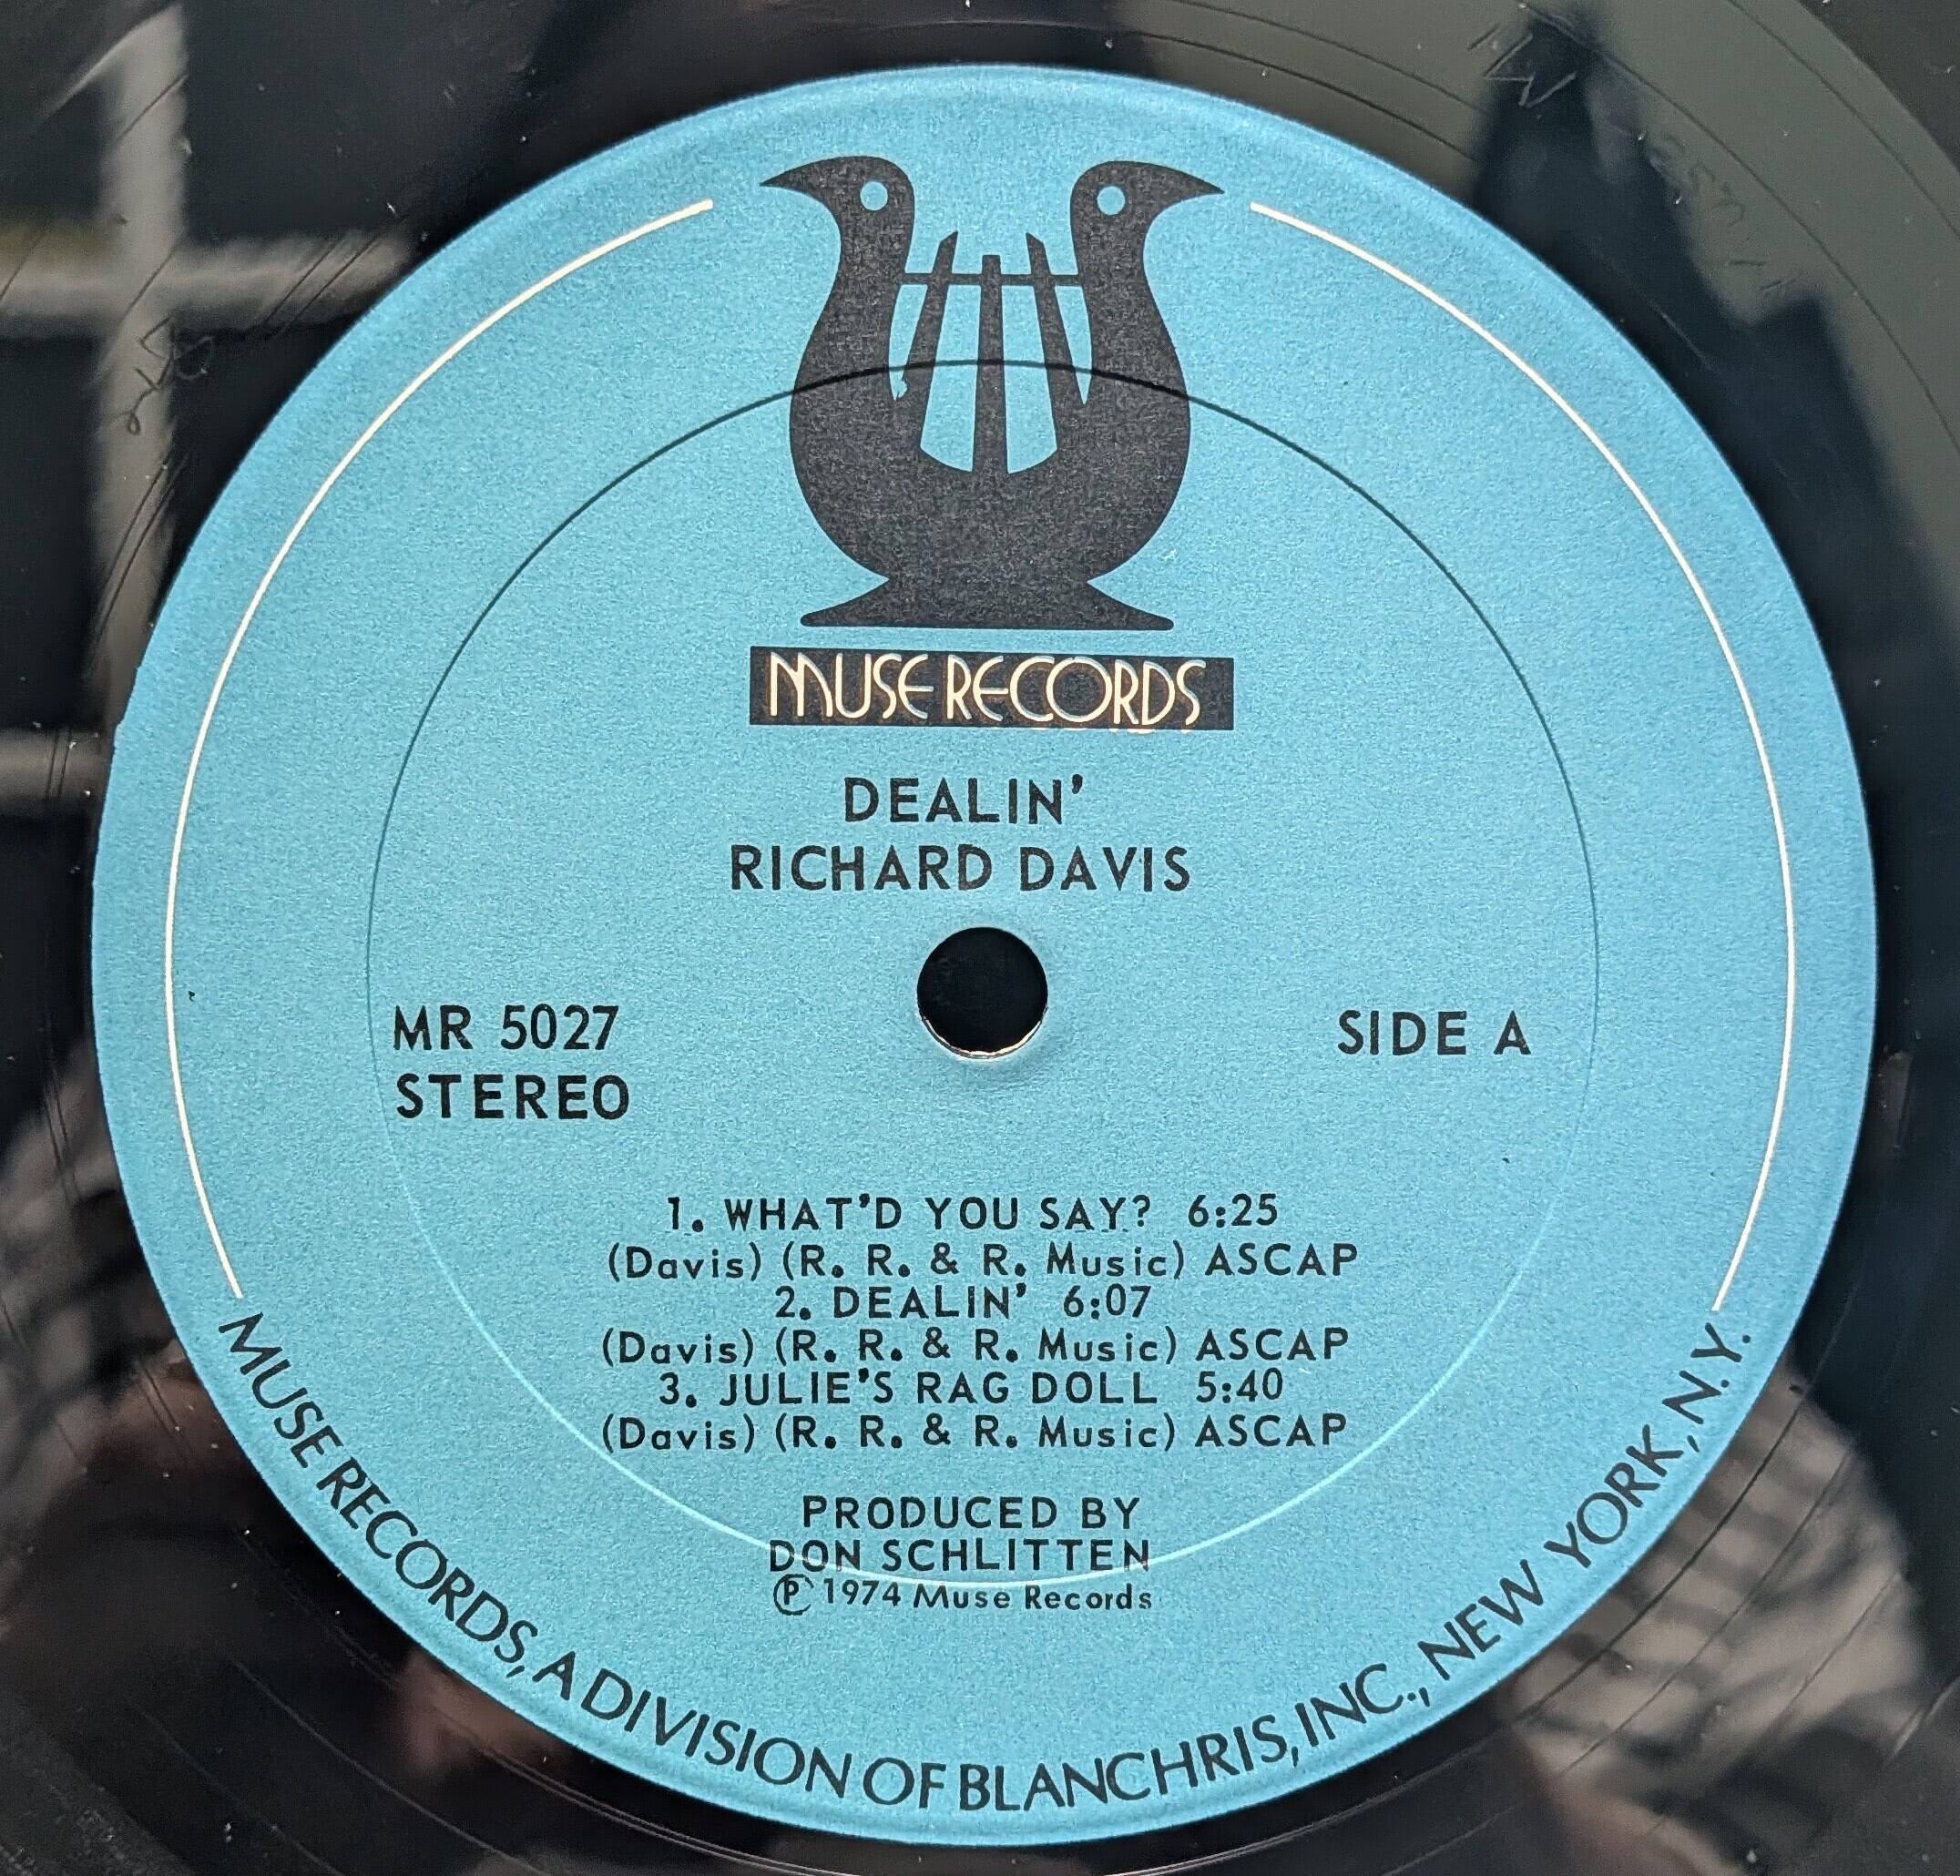 MUSE RECORDS
DEALIN'
RICHARD DAVIS
MR 5027
STEREO
SIDE A
1. WHAT'D YOU SAY? 6:25
(Davis) (R. R. & R. Music) ASCAP
2. DEALIN' 6:07
(Davis) (R. R. & R. Music) ASCAP
3. JULIE'S RAG DOLL 5:40
(Davis) (R. R. & R. Music) ASCAP
PRODUCED BY
DON SCHLITTEN
℗ 1974 Muse Records
MUSE RECORDS, A DIVISION OF BLANCHRIS, INC., NEW YORK, N.Y.